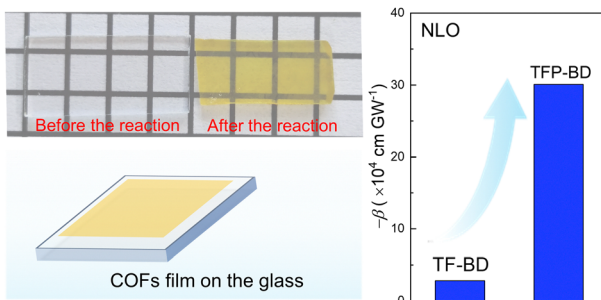 Before the reaction
After the reaction
COFs film on the glass
NLO
TFP-BD
TF-BD
−β (×10⁴ cm GW⁻¹)
40
30
20
10
0